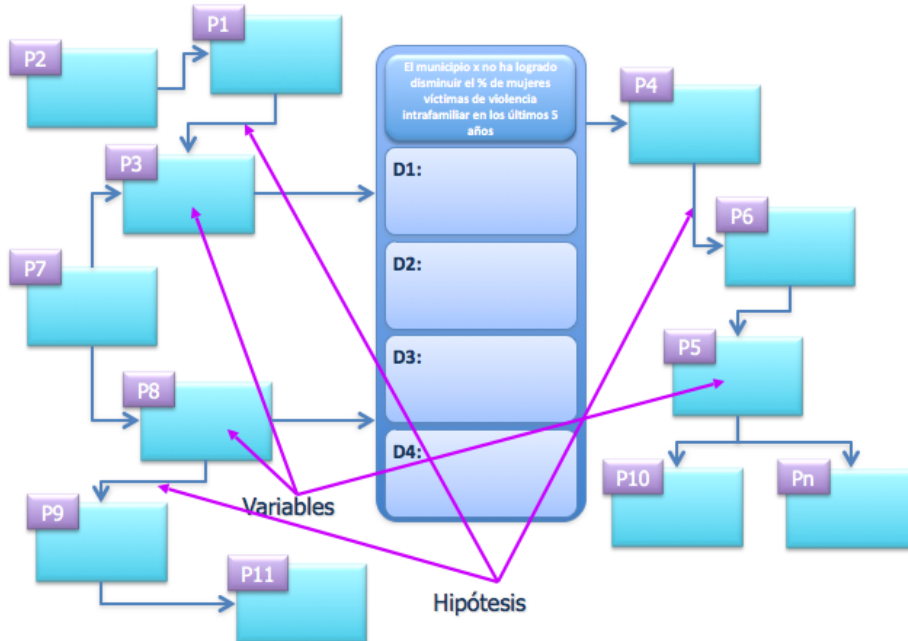 P1
P2
El municipio x no ha logrado
disminuir el % de mujeres
víctimas de violencia
intrafamiliar en los últimos 5
años
P4
P3
D1:
P6
P7
D2:
P5
D3:
P8
D4:
P10
Pn
Variables
P9
P11
Hipótesis